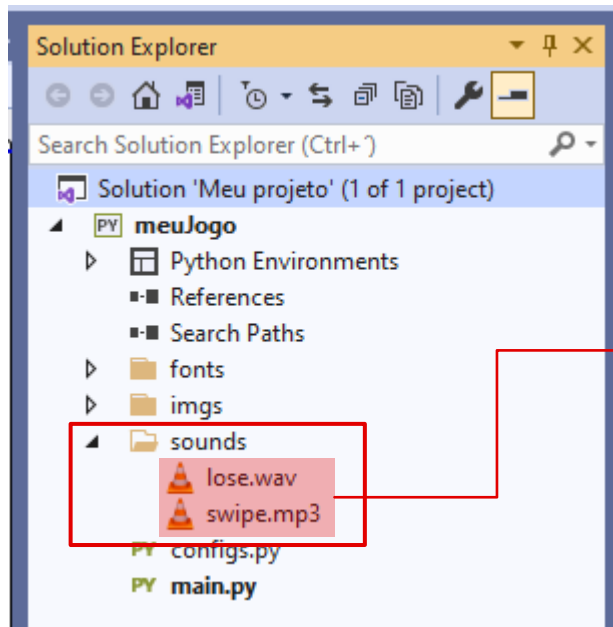 Solution Explorer
Search Solution Explorer (Ctrl+´)
Solution 'Meu projeto' (1 of 1 project)
PY meuJogo
Python Environments
References
Search Paths
fonts
imgs
sounds
lose.wav
swipe.mp3
PY configs.py
PY main.py